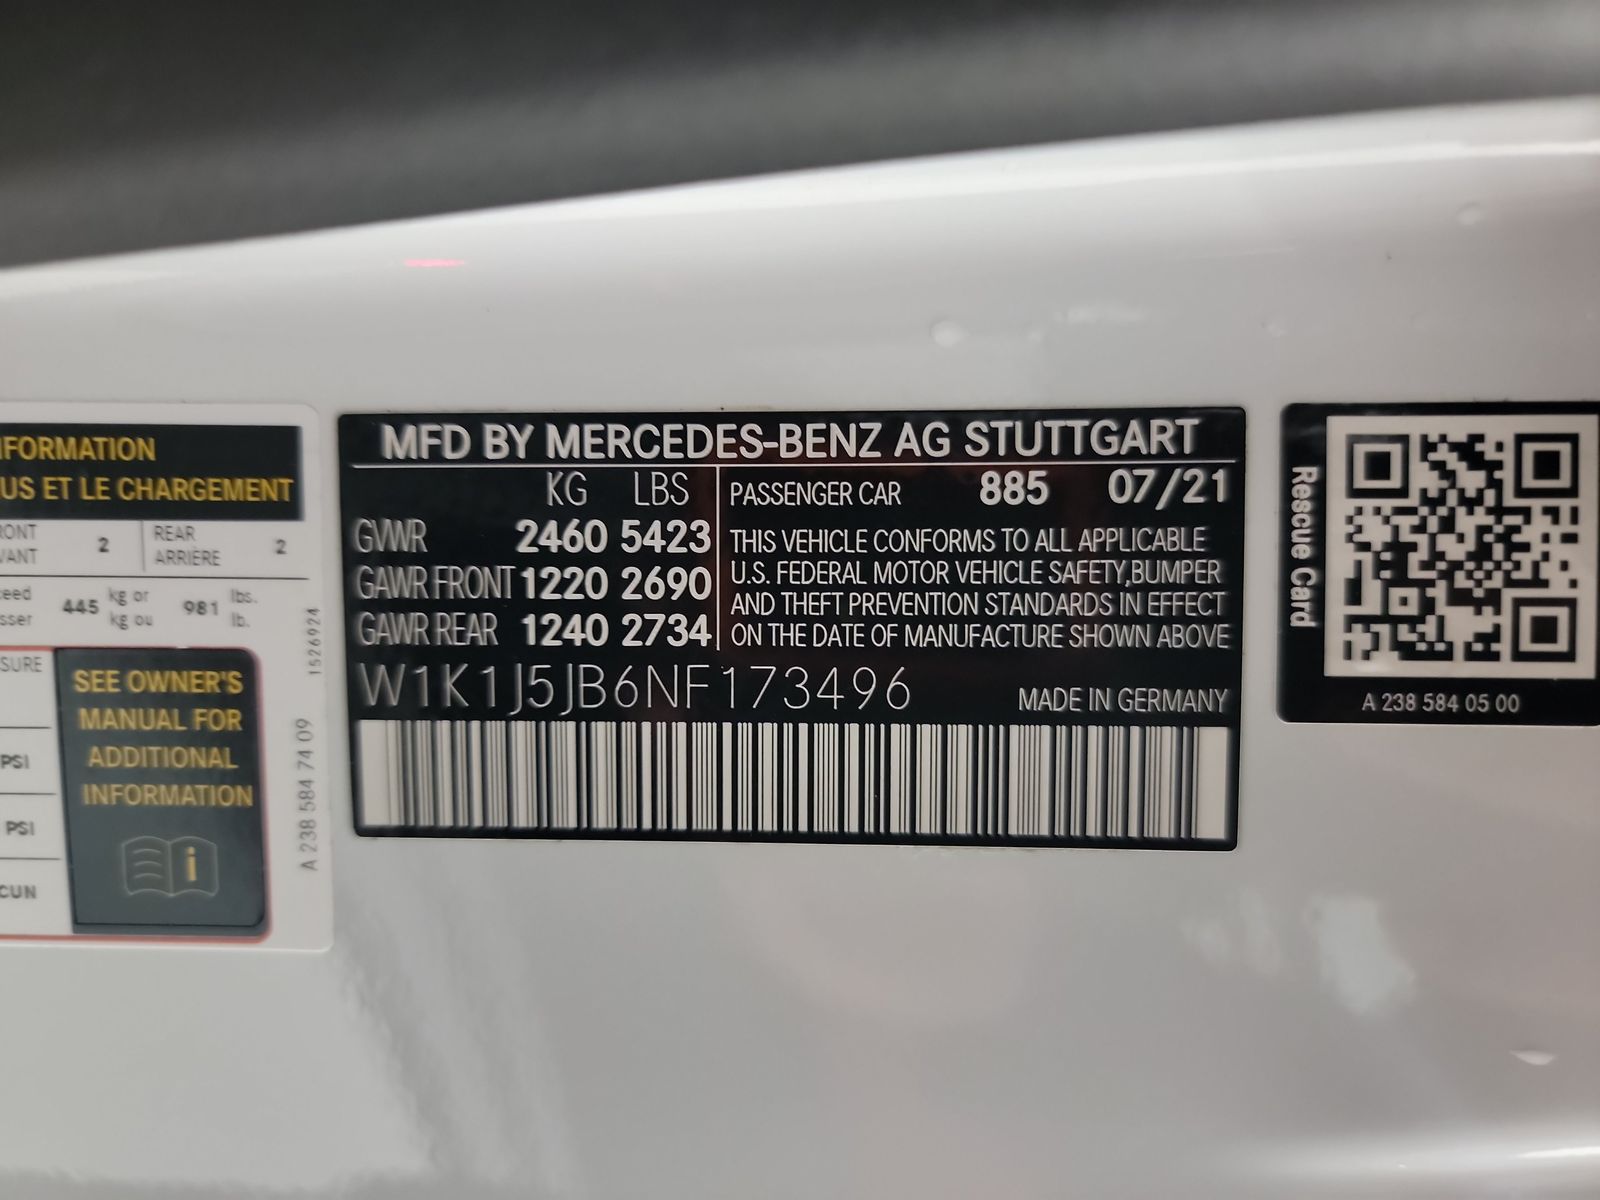 INFORMATION
US ET LE CHARGEMENT
2
REAR
ARRIÈRE
2
445
kg or
kg ou
981
lbs.
lb.
PSI
PSI
1526924
A 238 584 74 09
SEE OWNER'S
MANUAL FOR
ADDITIONAL
INFORMATION
i
MFD BY MERCEDES-BENZ AG STUTTGART
KG LBS
GVWR 2460 5423
GAWR FRONT 1220 2690
GAWR REAR 1240 2734
PASSENGER CAR 885 07/21
THIS VEHICLE CONFORMS TO ALL APPLICABLE
U.S. FEDERAL MOTOR VEHICLE SAFETY,BUMPER
AND THEFT PREVENTION STANDARDS IN EFFECT
ON THE DATE OF MANUFACTURE SHOWN ABOVE
W1K1J5JB6NF173496
MADE IN GERMANY
Rescue Card
A 238 584 05 00